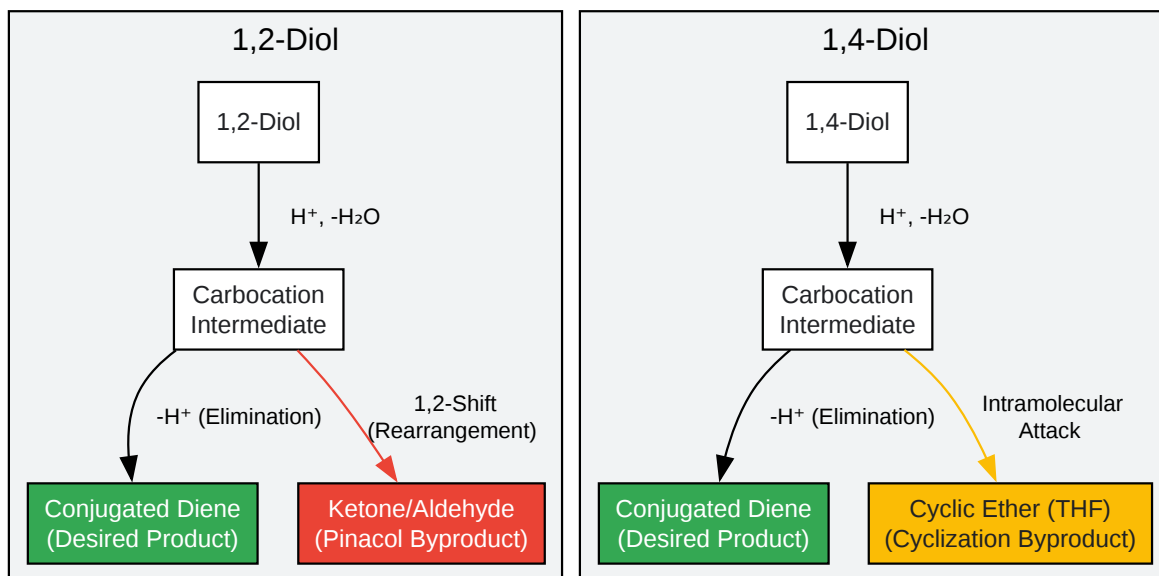 1,2-Diol
1,2-Diol
H⁺, -H₂O
Carbocation
Intermediate
-H⁺ (Elimination)
1,2-Shift
(Rearrangement)
Conjugated Diene
(Desired Product)
Ketone/Aldehyde
(Pinacol Byproduct)
1,4-Diol
1,4-Diol
H⁺, -H₂O
Carbocation
Intermediate
-H⁺ (Elimination)
Intramolecular
Attack
Conjugated Diene
(Desired Product)
Cyclic Ether (THF)
(Cyclization Byproduct)